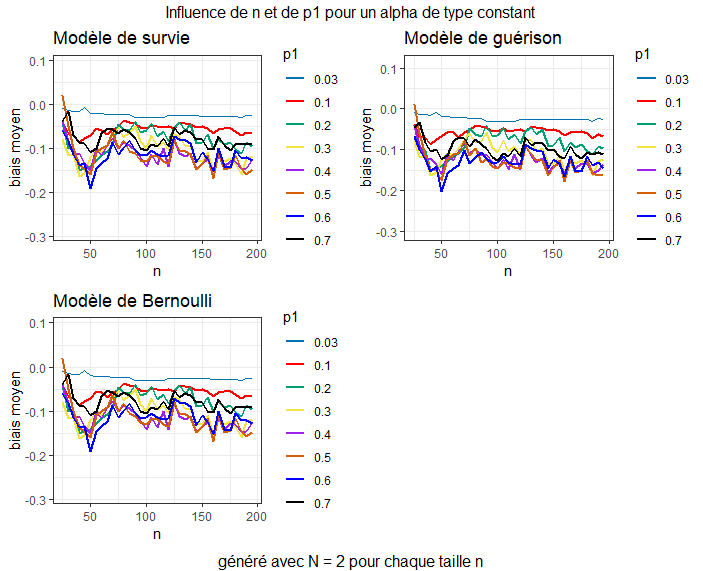 Influence de n et de p1 pour un alpha de type constant
Modèle de survie
biais moyen
0.1
0.0
-0.1
-0.2
-0.3
50 100 150 200
n
p1
0.03
0.1
0.2
0.3
0.4
0.5
0.6
0.7
Modèle de guérison
biais moyen
0.1
0.0
-0.1
-0.2
-0.3
50 100 150 200
n
p1
0.03
0.1
0.2
0.3
0.4
0.5
0.6
0.7
Modèle de Bernoulli
biais moyen
0.1
0.0
-0.1
-0.2
-0.3
50 100 150 200
n
p1
0.03
0.1
0.2
0.3
0.4
0.5
0.6
0.7
généré avec N = 2 pour chaque taille n